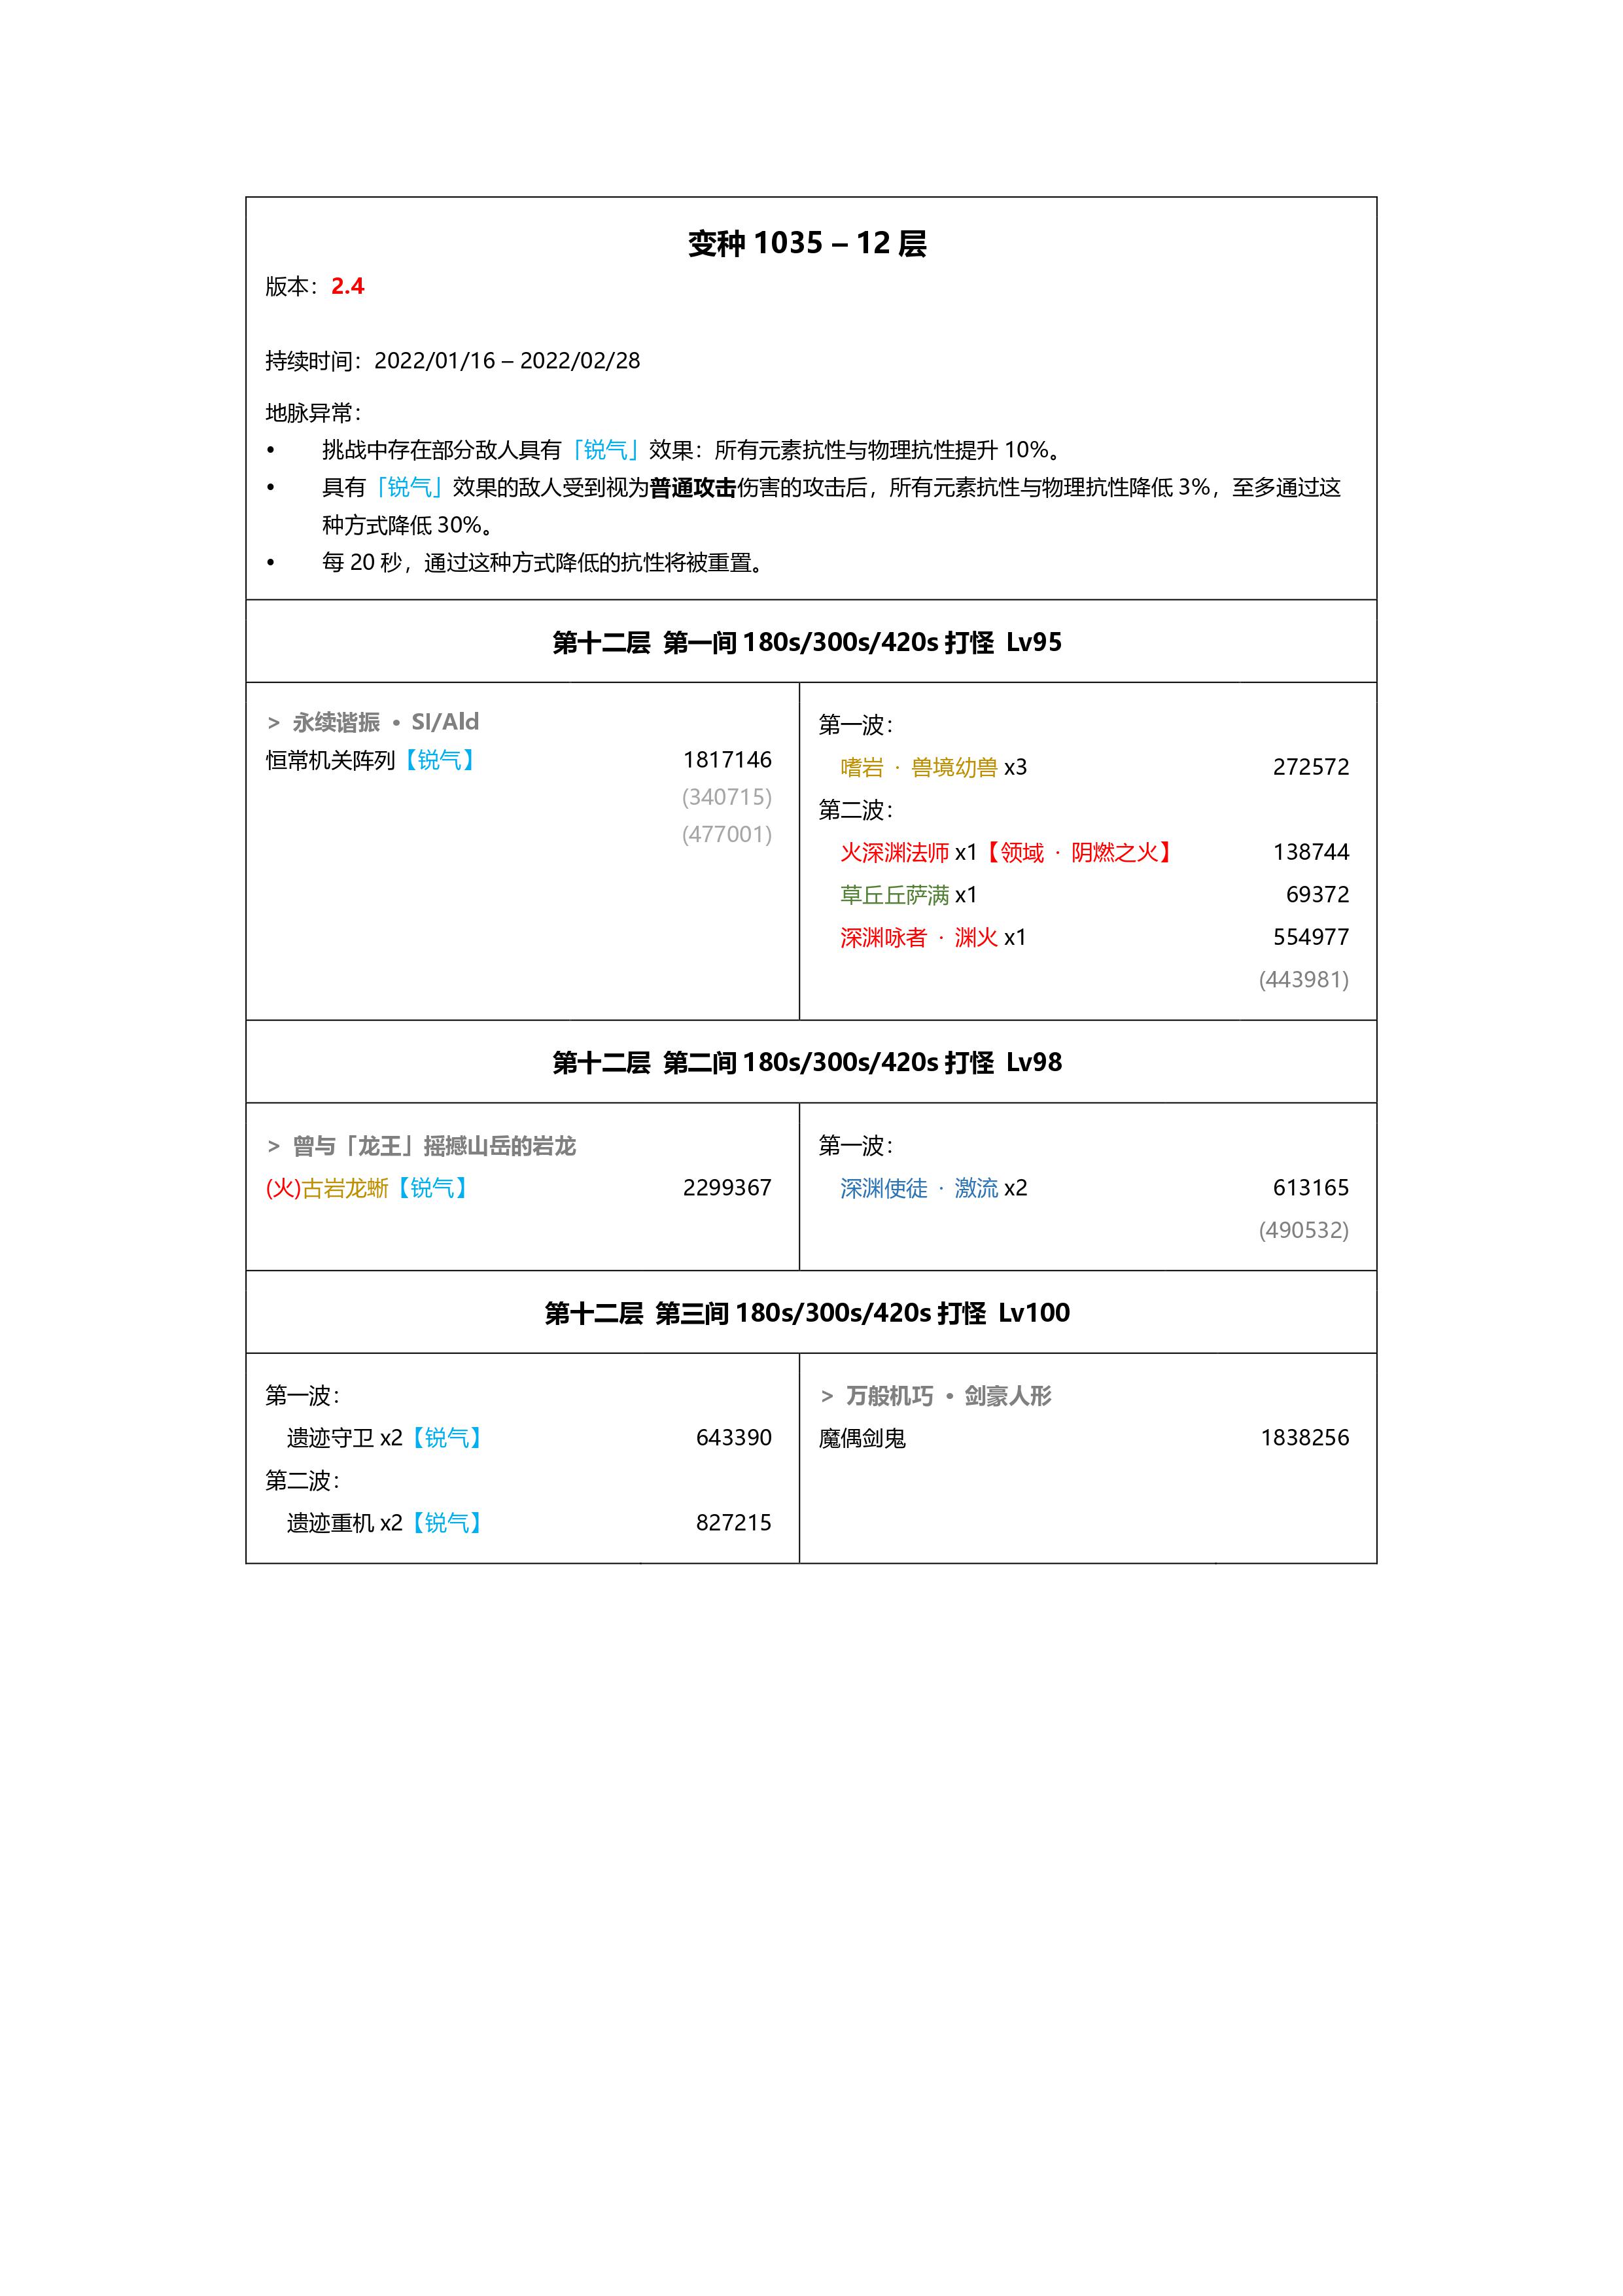 变种 1035 – 12 层
版本：2.4
持续时间：2022/01/16 – 2022/02/28
地脉异常：
• 挑战中存在部分敌人具有「锐气」效果：所有元素抗性与物理抗性提升 10%。
• 具有「锐气」效果的敌人受到视为普通攻击伤害的攻击后，所有元素抗性与物理抗性降低 3%，至多通过这
种方式降低 30%。
• 每 20 秒，通过这种方式降低的抗性将被重置。
第十二层 第一间 180s/300s/420s 打怪 Lv95
> 永续谐振 • SI/Ald
恒常机关阵列【锐气】 1817146
(340715)
(477001)
第一波：
嗜岩 · 兽境幼兽 x3 272572
第二波：
火深渊法师 x1【领域 · 阴燃之火】 138744
草丘丘萨满 x1 69372
深渊咏者 · 渊火 x1 554977
(443981)
第十二层 第二间 180s/300s/420s 打怪 Lv98
> 曾与「龙王」摇撼山岳的岩龙
(火)古岩龙蜥【锐气】 2299367
第一波：
深渊使徒 · 激流 x2 613165
(490532)
第十二层 第三间 180s/300s/420s 打怪 Lv100
第一波：
遗迹守卫 x2【锐气】 643390
第二波：
遗迹重机 x2【锐气】 827215
> 万般机巧 • 剑豪人形
魔偶剑鬼 1838256